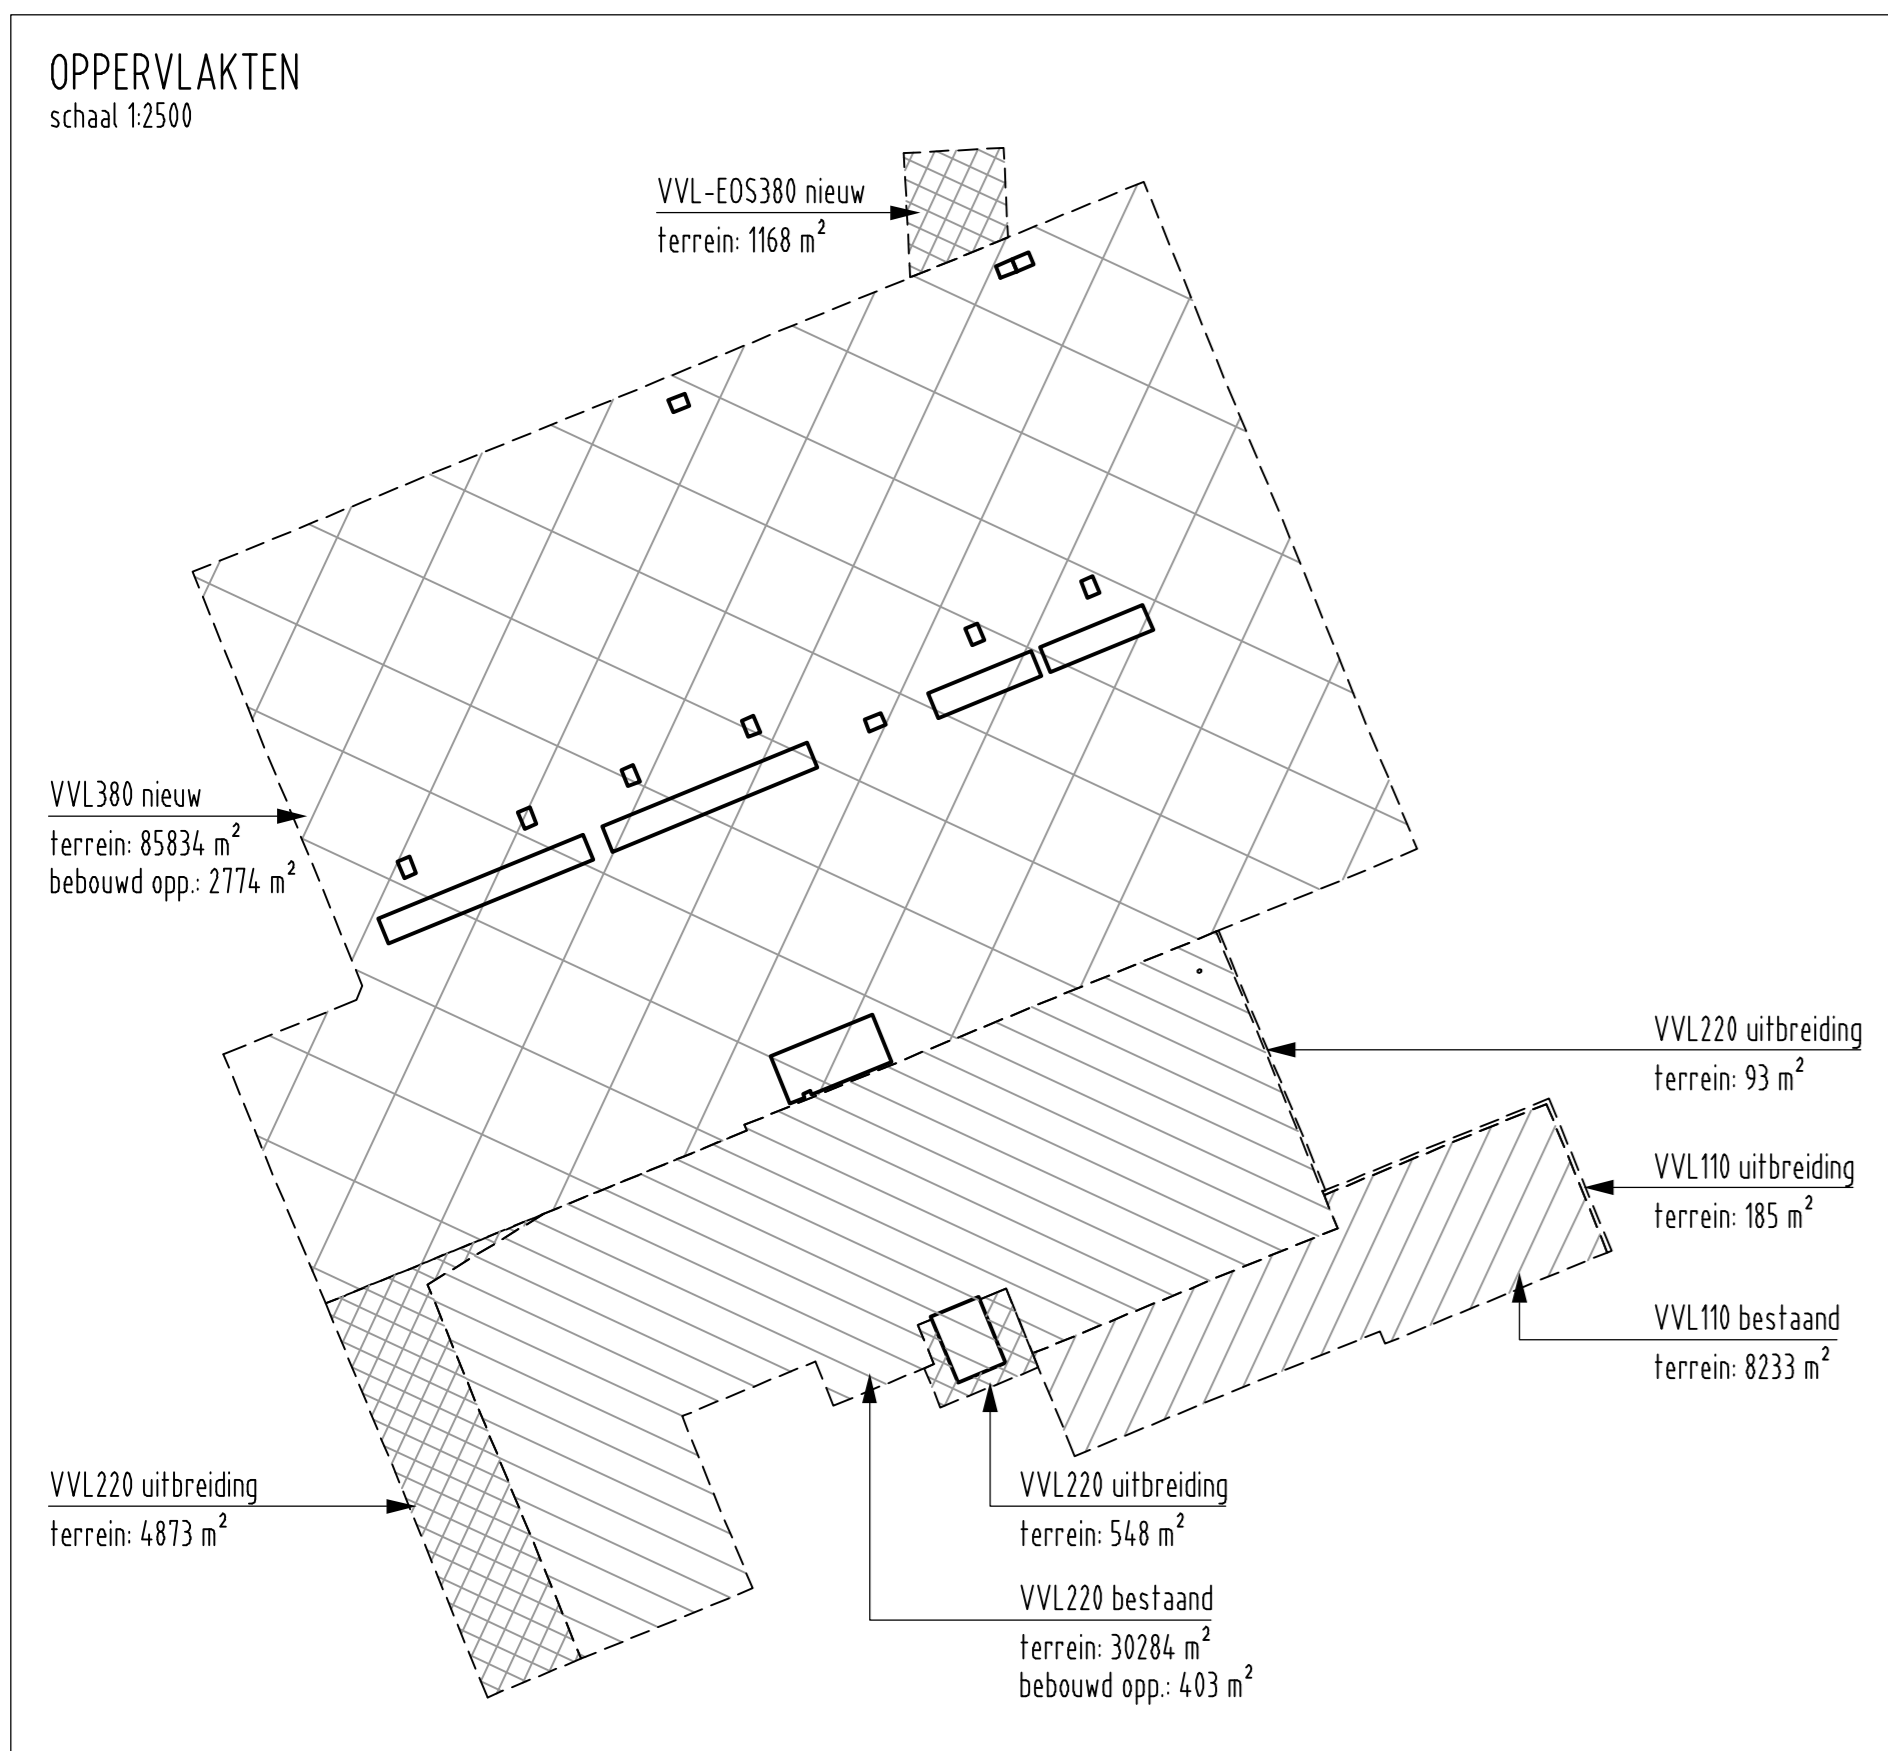 OPPERVLAKTEN
schaal 1:2500
VVL-EOS380 nieuw
terrein: 1168 m²
VVL380 nieuw
terrein: 85834 m²
bebouwd opp.: 2774 m²
VVL220 uitbreiding
terrein: 93 m²
VVL110 uitbreiding
terrein: 185 m²
VVL110 bestaand
terrein: 8233 m²
VVL220 uitbreiding
terrein: 4873 m²
VVL220 uitbreiding
terrein: 548 m²
VVL220 bestaand
terrein: 30284 m²
bebouwd opp.: 403 m²